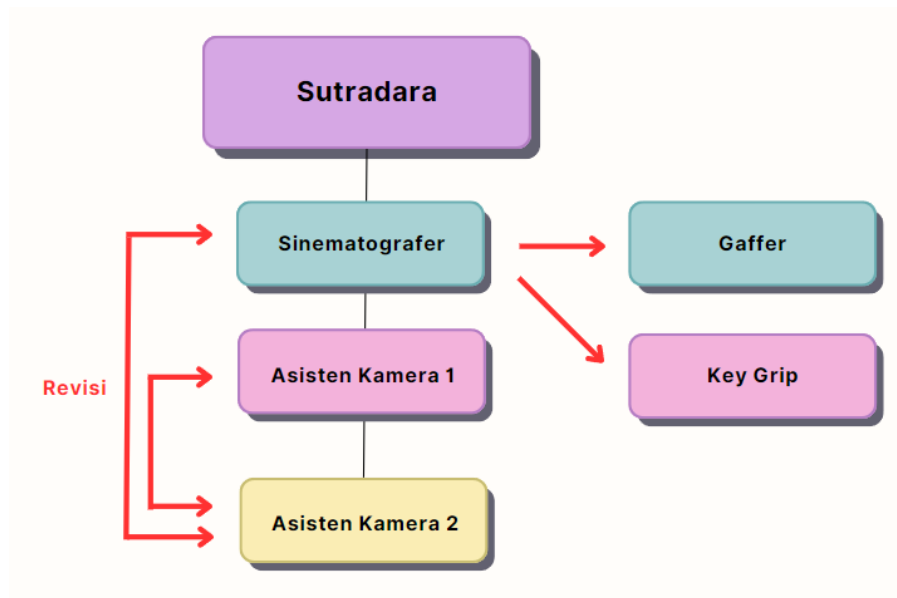 Sutradara
Sinematografer
Gaffer
Asisten Kamera 1
Key Grip
Revisi
Asisten Kamera 2